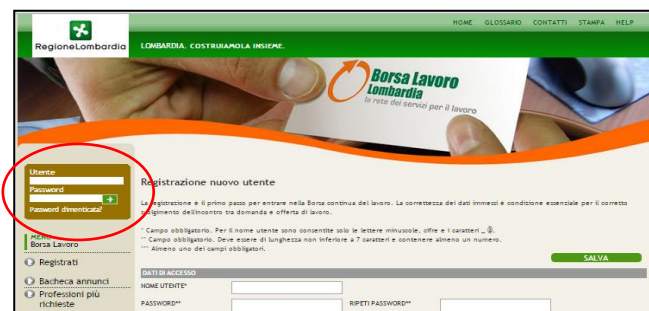 HOME GLOSSARIO CONTATTI STAMPA HELP
RegioneLombardia
LOMBARDIA. COSTRUIAMOLA INSIEME.
Borsa Lavoro
Lombardia
la rete dei servizi per il lavoro
Utente
Password
Password dimenticata?
MENU
Borsa Lavoro
Registrati
Bacheca annunci
Professioni più
richieste
Registrazione nuovo utente
La registrazione è il primo passo per entrare nella Borsa continua del lavoro. La correttezza dei dati immessi è condizione essenziale per il corretto
svolgimento dell'incontro tra domanda e offerta di lavoro.
* Campo obbligatorio. Per il nome utente sono consentite solo le lettere minuscole, cifre e i caratteri _ @.
** Campo obbligatorio. Deve essere di lunghezza non inferiore a 7 caratteri e contenere almeno un numero.
*** Almeno uno dei campi obbligatori.
SALVA
DATI DI ACCESSO
NOME UTENTE*
PASSWORD** RIPETI PASSWORD**